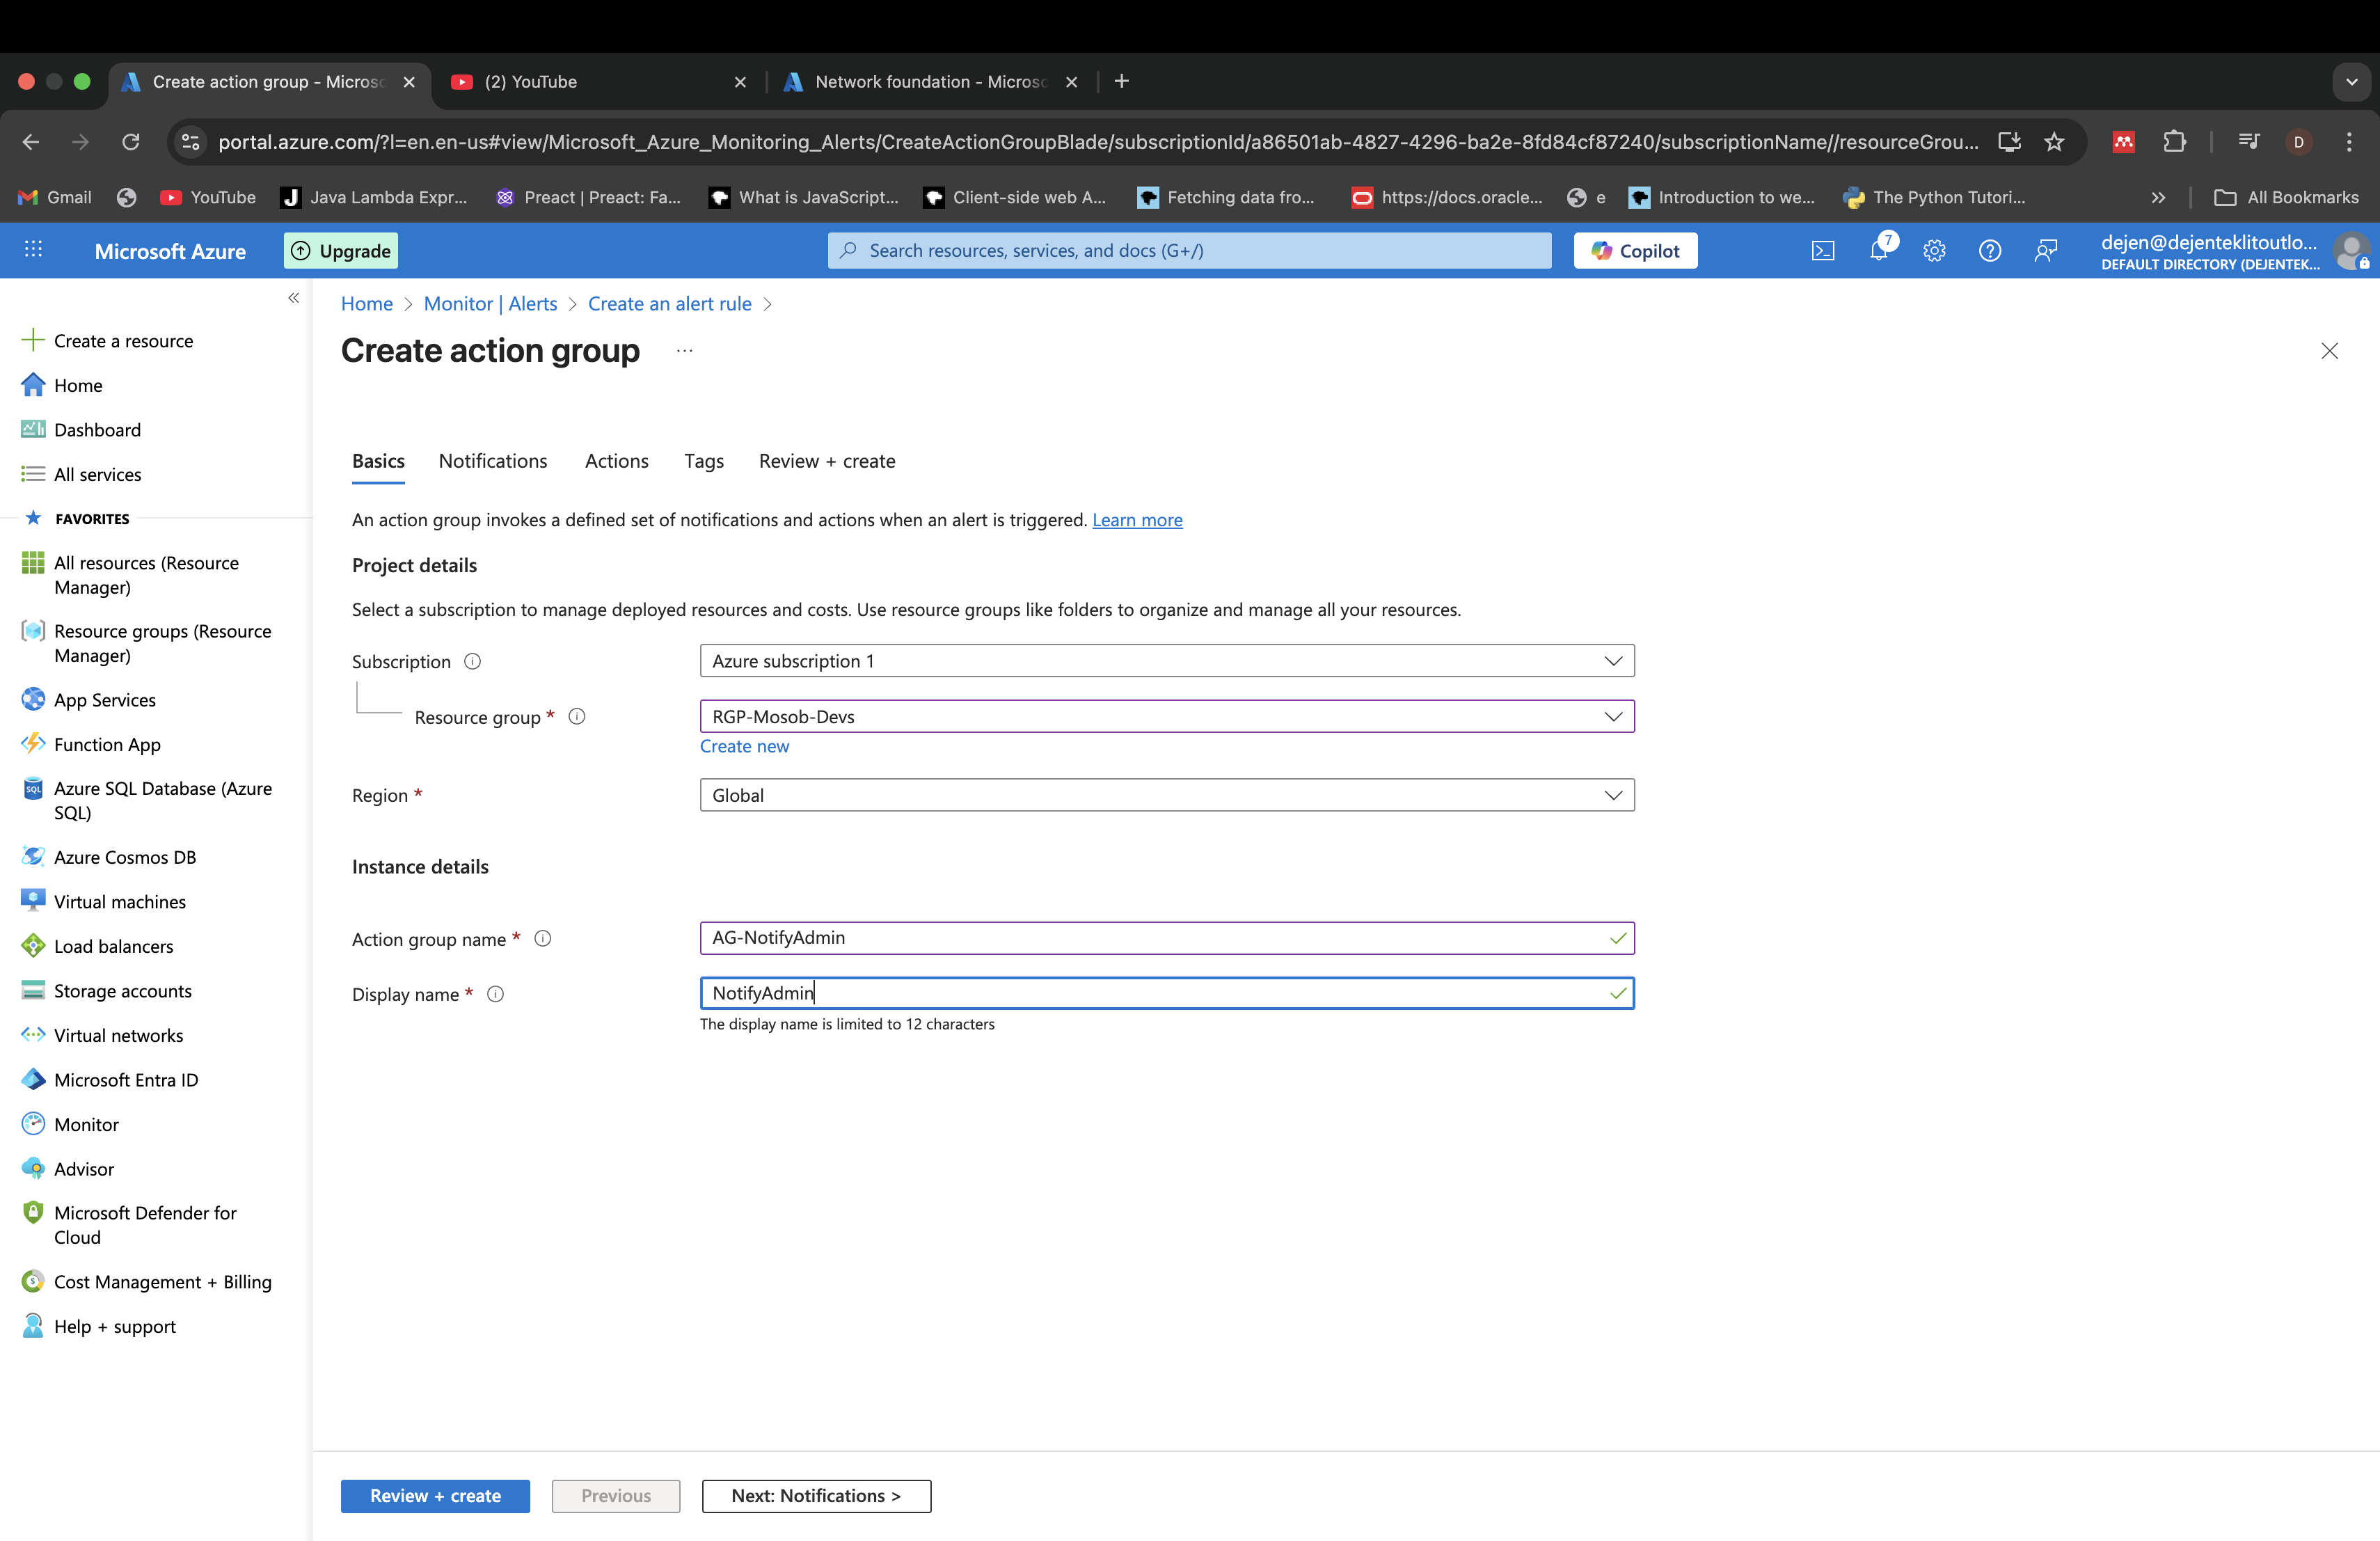 Create action group - Micros
(2) YouTube
Network foundation - Micros
portal.azure.com/?l=en.en-us#view/Microsoft_Azure_Monitoring_Alerts/CreateActionGroupBlade/subscriptionId/a86501ab-4827-4296-ba2e-8fd84cf87240/subscriptionName//resourceGrou...
D
Gmail
YouTube
Java Lambda Expr...
Preact | Preact: Fa...
What is JavaScript...
Client-side web A...
Fetching data fro...
https://docs.oracle...
e
Introduction to we...
The Python Tutori...
All Bookmarks
Microsoft Azure
Upgrade
Search resources, services, and docs (G+/)
Copilot
7
dejen@dejenteklitoutlo...
DEFAULT DIRECTORY (DEJENTEK...
Create a resource
Home
Dashboard
All services
FAVORITES
All resources (Resource
Manager)
Resource groups (Resource
Manager)
App Services
Function App
SQL
Azure SQL Database (Azure
SQL)
Azure Cosmos DB
Virtual machines
Load balancers
Storage accounts
Virtual networks
Microsoft Entra ID
Monitor
Advisor
Microsoft Defender for
Cloud
Cost Management + Billing
Help + support
Home > Monitor | Alerts > Create an alert rule >
Create action group ...
Basics
Notifications
Actions
Tags
Review + create
An action group invokes a defined set of notifications and actions when an alert is triggered. Learn more
Project details
Select a subscription to manage deployed resources and costs. Use resource groups like folders to organize and manage all your resources.
Subscription
Azure subscription 1
Resource group *
RGP-Mosob-Devs
Create new
Region *
Global
Instance details
Action group name *
AG-NotifyAdmin
Display name *
NotifyAdmin
The display name is limited to 12 characters
Review + create
Previous
Next: Notifications >